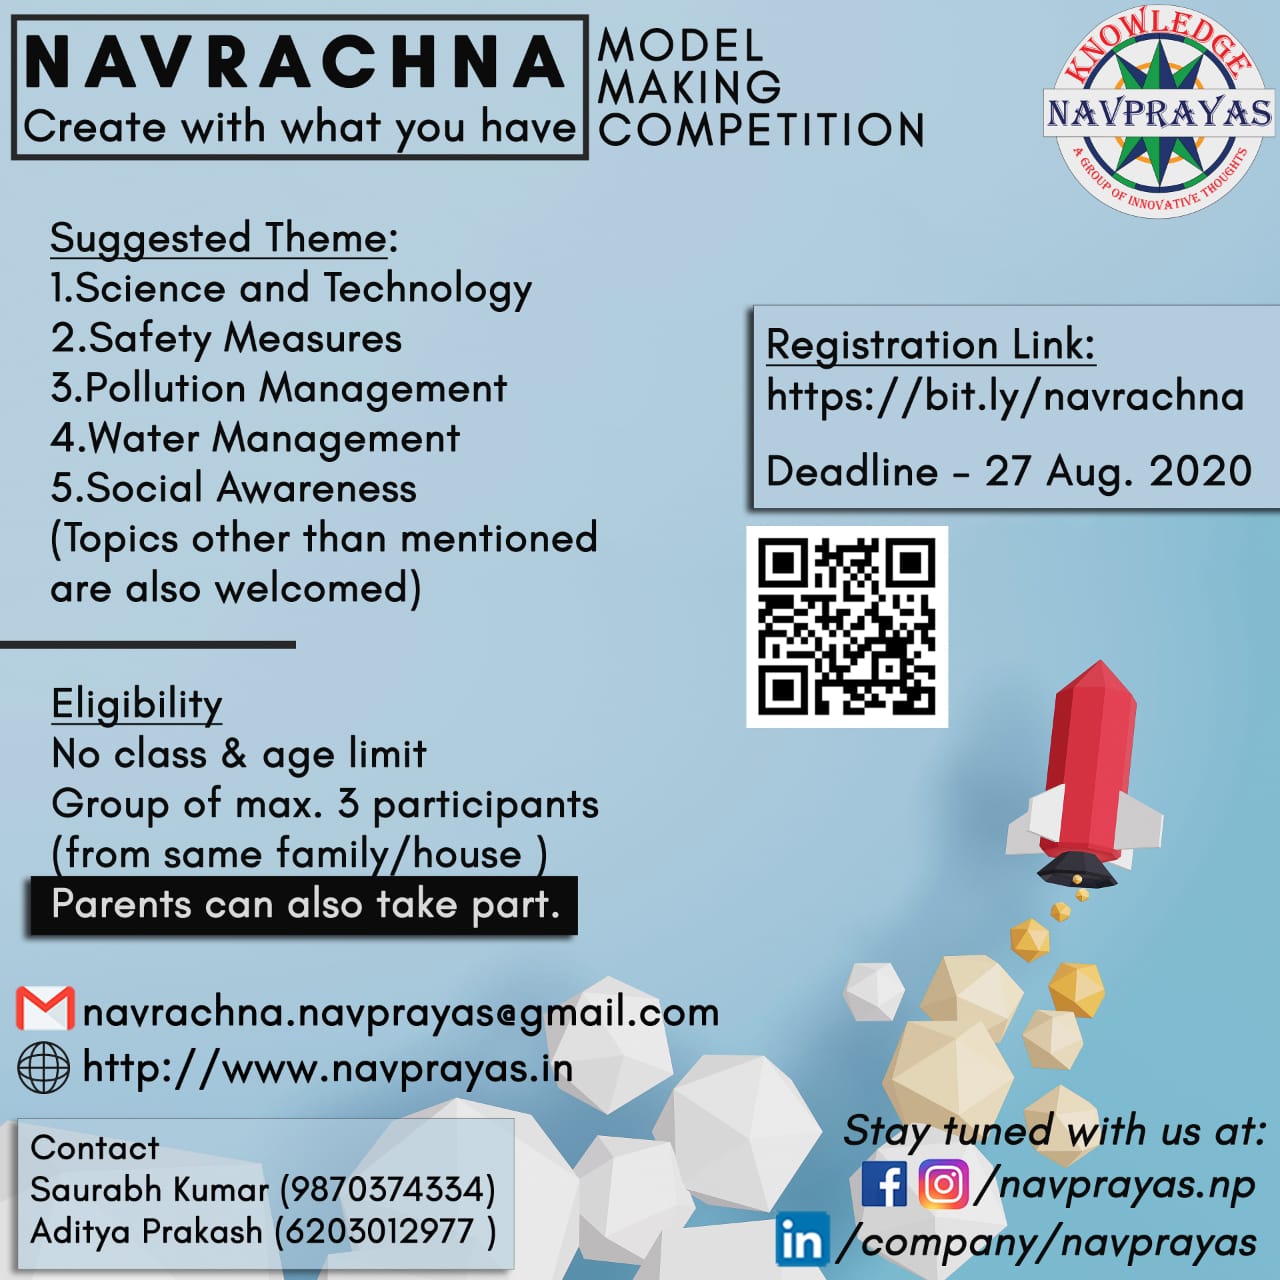 NAVRACHNA
Create with what you have
MODEL
MAKING
COMPETITION
KNOWLEDGE
NAVPRAYAS
A GROUP OF INNOVATIVE THOUGHTS
Suggested Theme:
1.Science and Technology
2.Safety Measures
3.Pollution Management
4.Water Management
5.Social Awareness
(Topics other than mentioned
are also welcomed)
Registration Link:
https://bit.ly/navrachna
Deadline - 27 Aug. 2020
Eligibility
No class & age limit
Group of max. 3 participants
(from same family/house )
Parents can also take part.
navrachna.navprayas@gmail.com
http://www.navprayas.in
Contact
Saurabh Kumar (9870374334)
Aditya Prakash (6203012977 )
Stay tuned with us at:
/navprayas.np
in /company/navprayas